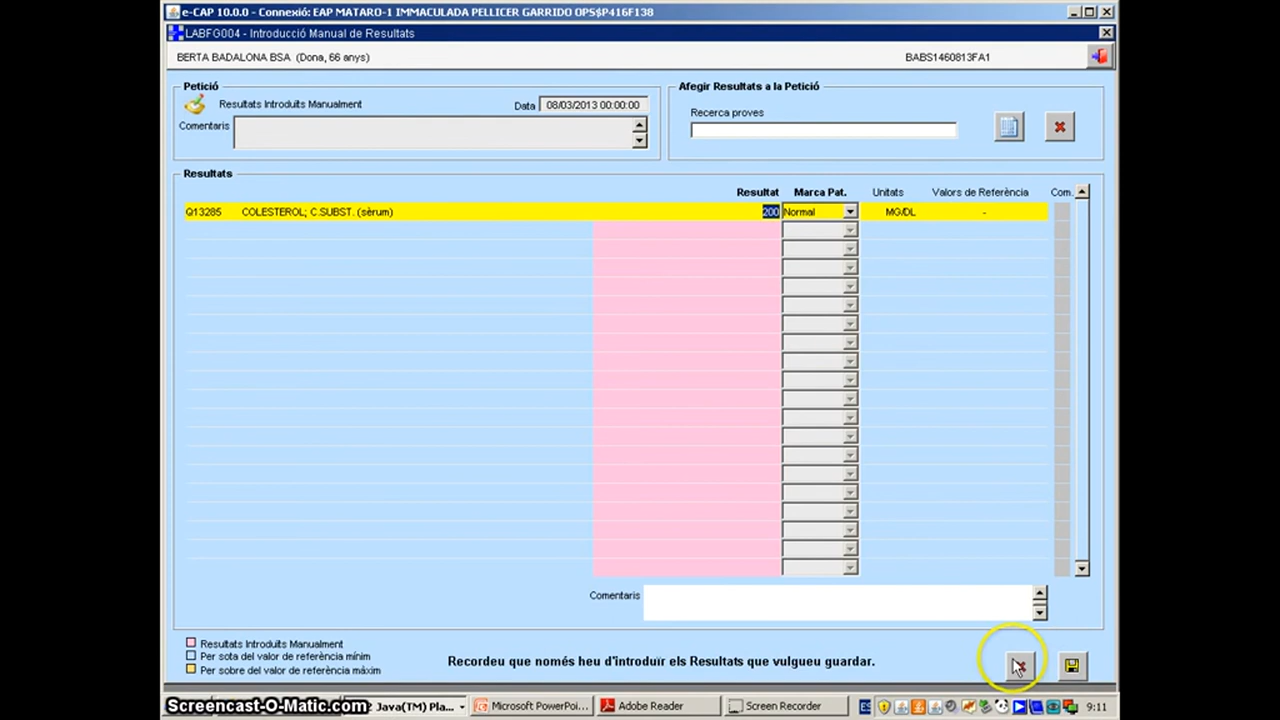 e-CAP 10.0.0 - Connexió: EAP MATARO-1 IMMACULADA PELLICER GARRIDO OPS$P416F138
LABFG004 - Introducció Manual de Resultats
BERTA BADALONA BSA (Dona, 66 anys) BABS1460813FA1
Petició
Resultats Introduïts Manualment Data 08/03/2013 00:00:00
Comentaris
Afegir Resultats a la Petició
Recerca proves
Resultats
Resultat Marca Pat. Unitats Valors de Referència Com.
Q13285 COLESTEROL; C.SUBST. (sèrum) 200 Normal MG/DL -
Comentaris
Resultats Introduïts Manualment
Per sota del valor de referència mínim
Per sobre del valor de referència màxim
Recordeu que només heu d'introduïr els Resultats que vulgueu guardar.
Screencast-O-Matic.com 2 Java(TM) Pla... Microsoft PowerPoi... Adobe Reader Screen Recorder ES 9:11